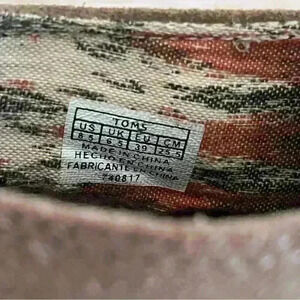 TOMS
US UK EU CM
8.5 6.5 39 25.5
MADE IN CHINA
HECHO EN CHINA
FABRICANTE CHINA